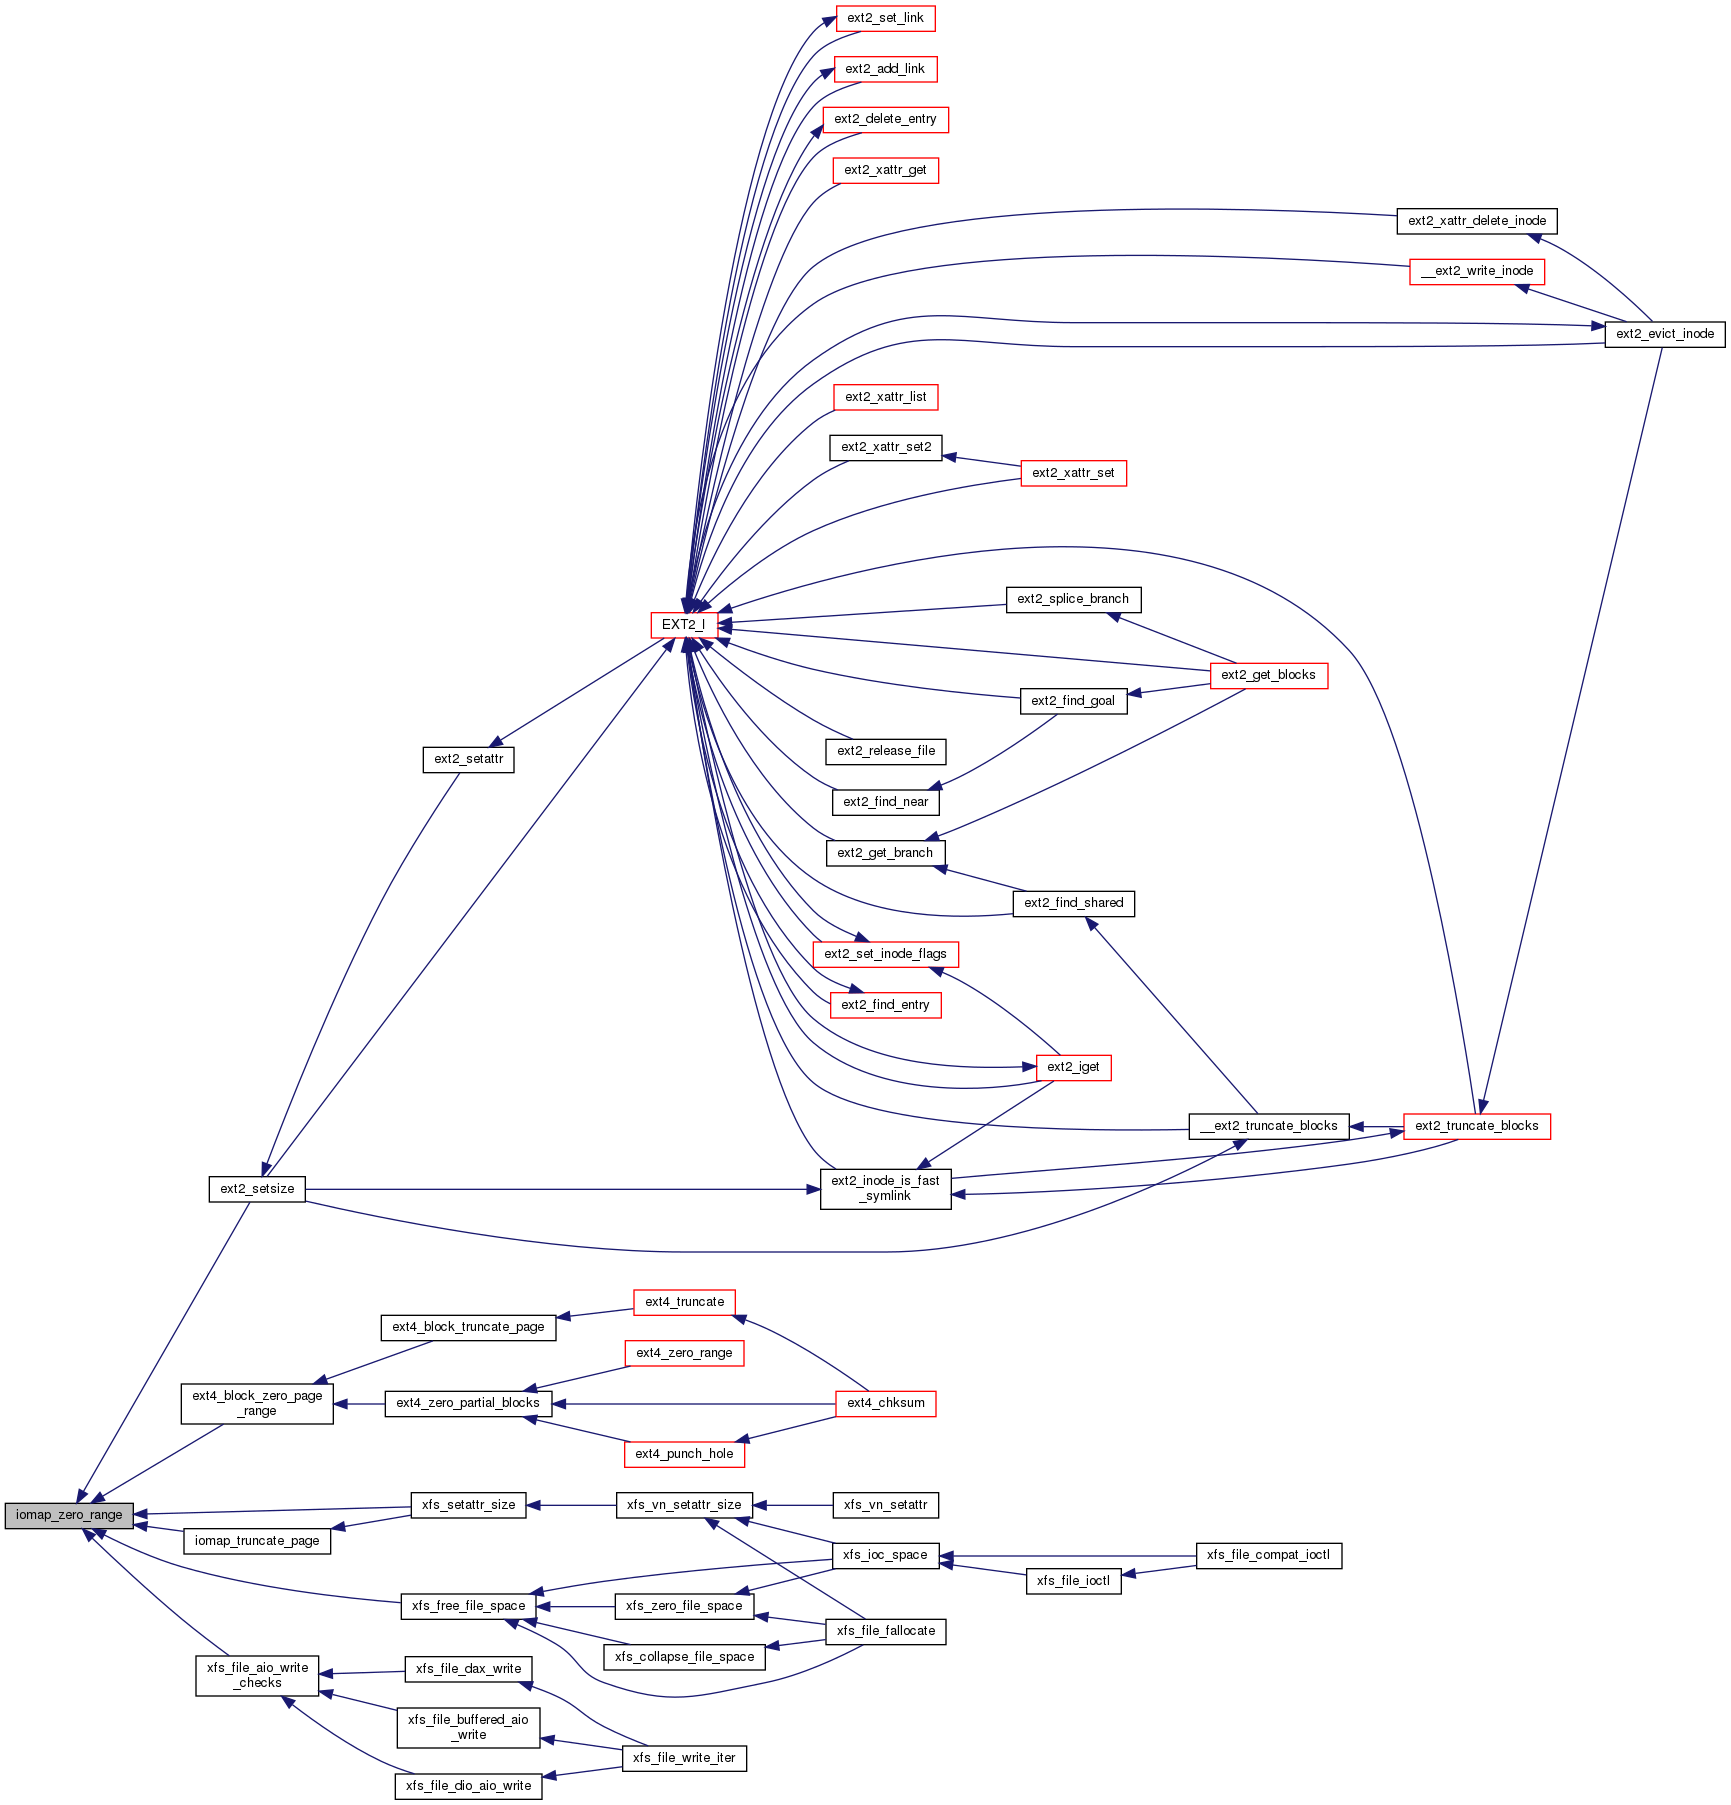 ext2_set_link
ext2_add_link
ext2_delete_entry
ext2_xattr_get
ext2_xattr_delete_inode
__ext2_write_inode
ext2_evict_inode
ext2_xattr_list
ext2_xattr_set2
ext2_xattr_set
ext2_splice_branch
EXT2_I
ext2_get_blocks
ext2_find_goal
ext2_release_file
ext2_setattr
ext2_find_near
ext2_get_branch
ext2_find_shared
ext2_set_inode_flags
ext2_find_entry
ext2_iget
__ext2_truncate_blocks
ext2_truncate_blocks
ext2_setsize
ext2_inode_is_fast
_symlink
ext4_truncate
ext4_block_truncate_page
ext4_zero_range
ext4_block_zero_page
_range
ext4_zero_partial_blocks
ext4_chksum
ext4_punch_hole
iomap_zero_range
xfs_setattr_size
xfs_vn_setattr_size
xfs_vn_setattr
iomap_truncate_page
xfs_ioc_space
xfs_file_compat_ioctl
xfs_file_ioctl
xfs_free_file_space
xfs_zero_file_space
xfs_file_fallocate
xfs_collapse_file_space
xfs_file_aio_write
_checks
xfs_file_dax_write
xfs_file_buffered_aio
_write
xfs_file_write_iter
xfs_file_dio_aio_write